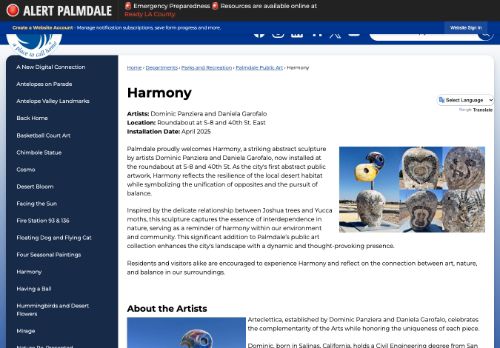 ALERT PALMDALE
🚨 Emergency Preparedness 🚨 Resources are available online at
Ready LA County.
Create a Website Account - Manage notification subscriptions, save form progress and more.
Website Sign In
a place to call home
A New Digital Connection
Antelopes on Parade
Antelope Valley Landmarks
Back Home
Basketball Court Art
Chimbole Statue
Cosmo
Desert Bloom
Facing the Sun
Fire Station 93 & 136
Floating Dog and Flying Cat
Four Seasonal Paintings
Harmony
Having a Ball
Hummingbirds and Desert
Flowers
Mirage
Home › Departments › Parks and Recreation › Palmdale Public Art › Harmony
Harmony
Select Language
Google Translate
Artists: Dominic Panziera and Daniela Garofalo
Location: Roundabout at S-8 and 40th St. East
Installation Date: April 2025
Palmdale proudly welcomes Harmony, a striking abstract sculpture
by artists Dominic Panziera and Daniela Garofalo, now installed at
the roundabout at S-8 and 40th St. As the city's first abstract public
artwork, Harmony reflects the resilience of the local desert habitat
while symbolizing the unification of opposites and the pursuit of
balance.
Inspired by the delicate relationship between Joshua trees and Yucca
moths, this sculpture captures the essence of interdependence in
nature, serving as a reminder of harmony within our environment
and community. This significant addition to Palmdale's public art
collection enhances the city's landscape with a dynamic and thought-provoking presence.
Residents and visitors alike are encouraged to experience Harmony and reflect on the connection between art, nature,
and balance in our surroundings.
About the Artists
Arteclettica, established by Dominic Panziera and Daniela Garofalo, celebrates
the complementarity of the Arts while honoring the uniqueness of each piece.
Dominic, born in Salinas, California, holds a Civil Engineering degree from San